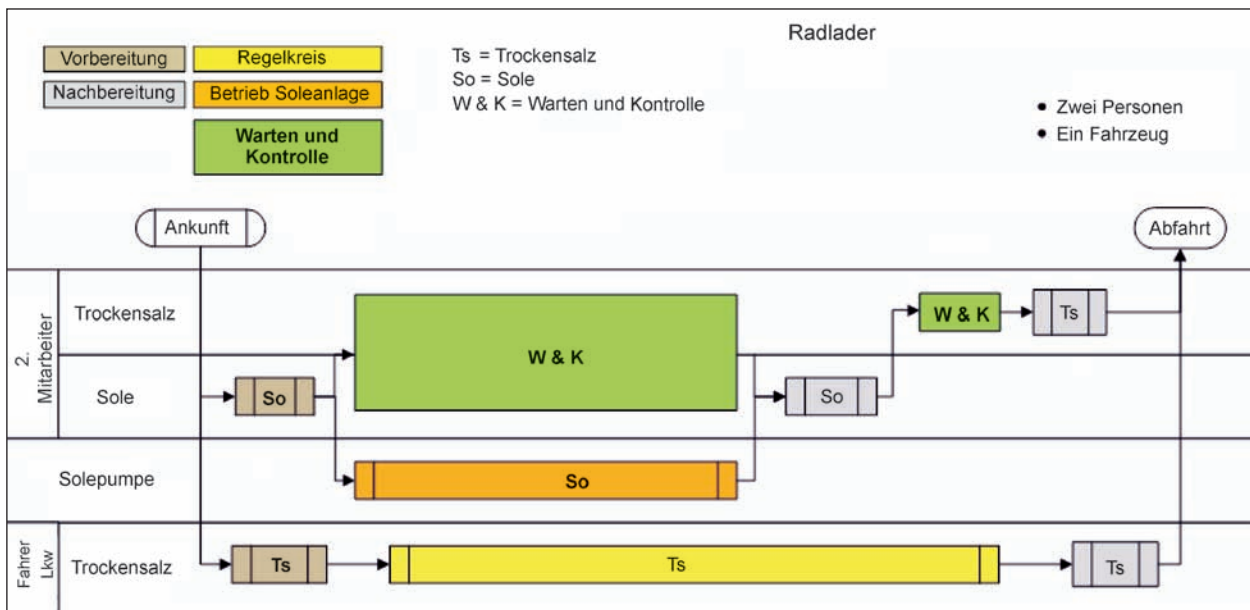 Radlader
Vorbereitung
Regelkreis
Nachbereitung
Betrieb Soleanlage
Warten und
Kontrolle
Ts = Trockensalz
So = Sole
W & K = Warten und Kontrolle
• Zwei Personen
• Ein Fahrzeug
Ankunft
Abfahrt
2.
Mitarbeiter
Trockensalz
W & K
W & K
Ts
Sole
So
So
Solepumpe
So
Fahrer
Lkw
Trockensalz
Ts
Ts
Ts